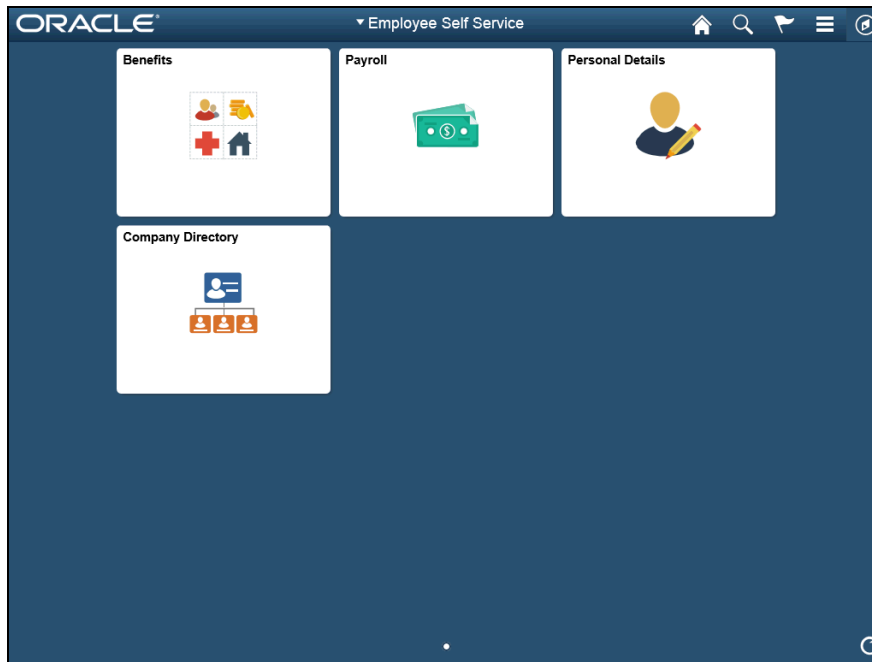 ORACLE®
Employee Self Service
Benefits
Payroll
Personal Details
Company Directory